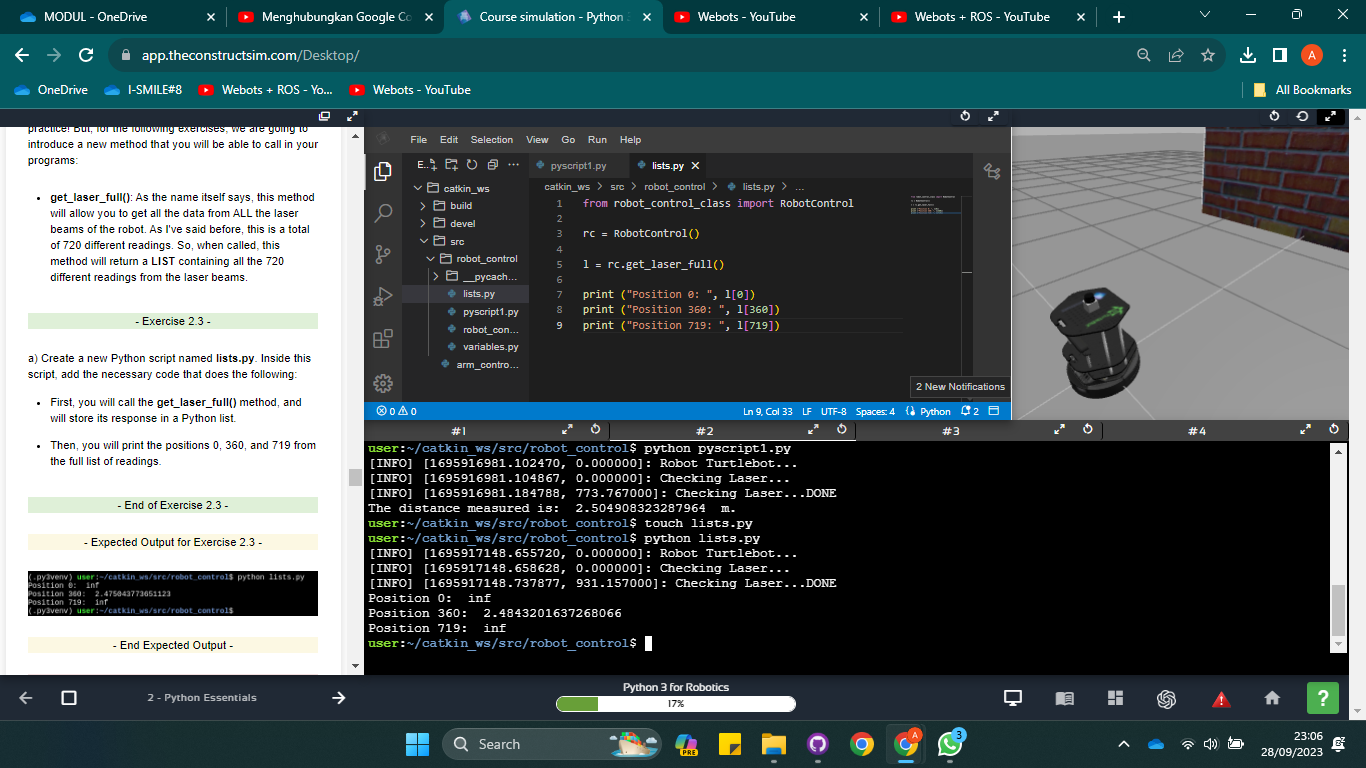 MODUL - OneDrive
Menghubungkan Google Co
Course simulation - Python 3
Webots - YouTube
Webots + ROS - YouTube
app.theconstructsim.com/Desktop/
A
OneDrive
I-SMILE#8
Webots + ROS - Yo...
Webots - YouTube
All Bookmarks
practice! But, for the following exercises, we are going to
introduce a new method that you will be able to call in your
programs:
get_laser_full(): As the name itself says, this method
will allow you to get all the data from ALL the laser
beams of the robot. As I've said before, this is a total
of 720 different readings. So, when called, this
method will return a LIST containing all the 720
different readings from the laser beams.
- Exercise 2.3 -
a) Create a new Python script named lists.py. Inside this
script, add the necessary code that does the following:
First, you will call the get_laser_full() method, and
will store its response in a Python list.
Then, you will print the positions 0, 360, and 719 from
the full list of readings.
- End of Exercise 2.3 -
- Expected Output for Exercise 2.3 -
(.py3venv) user:~/catkin_ws/src/robot_control$ python lists.py
Position 0:  inf
Position 360:  2.475043773651123
Position 719:  inf
(.py3venv) user:~/catkin_ws/src/robot_control$
- End Expected Output -
File Edit Selection View Go Run Help
E...
catkin_ws
build
devel
src
robot_control
__pycach...
lists.py
pyscript1.py
robot_con...
variables.py
arm_contro...
pyscript1.py
lists.py
catkin_ws > src > robot_control > lists.py > ...
1 from robot_control_class import RobotControl
2
3 rc = RobotControl()
4
5 l = rc.get_laser_full()
6
7 print ("Position 0: ", l[0])
8 print ("Position 360: ", l[360])
9 print ("Position 719: ", l[719])
2 New Notifications
0 0
Ln 9, Col 33 LF UTF-8 Spaces: 4 Python 2
#1
#2
#3
#4
user:~/catkin_ws/src/robot_control$ python pyscript1.py
[INFO] [1695916981.102470, 0.000000]: Robot Turtlebot...
[INFO] [1695916981.104867, 0.000000]: Checking Laser...
[INFO] [1695916981.184788, 773.767000]: Checking Laser...DONE
The distance measured is:  2.504908323287964  m.
user:~/catkin_ws/src/robot_control$ touch lists.py
user:~/catkin_ws/src/robot_control$ python lists.py
[INFO] [1695917148.655720, 0.000000]: Robot Turtlebot...
[INFO] [1695917148.658628, 0.000000]: Checking Laser...
[INFO] [1695917148.737877, 931.157000]: Checking Laser...DONE
Position 0:  inf
Position 360:  2.4843201637268066
Position 719:  inf
user:~/catkin_ws/src/robot_control$
2 - Python Essentials
Python 3 for Robotics
17%
?
Search
PRE
A
3
23:06
28/09/2023